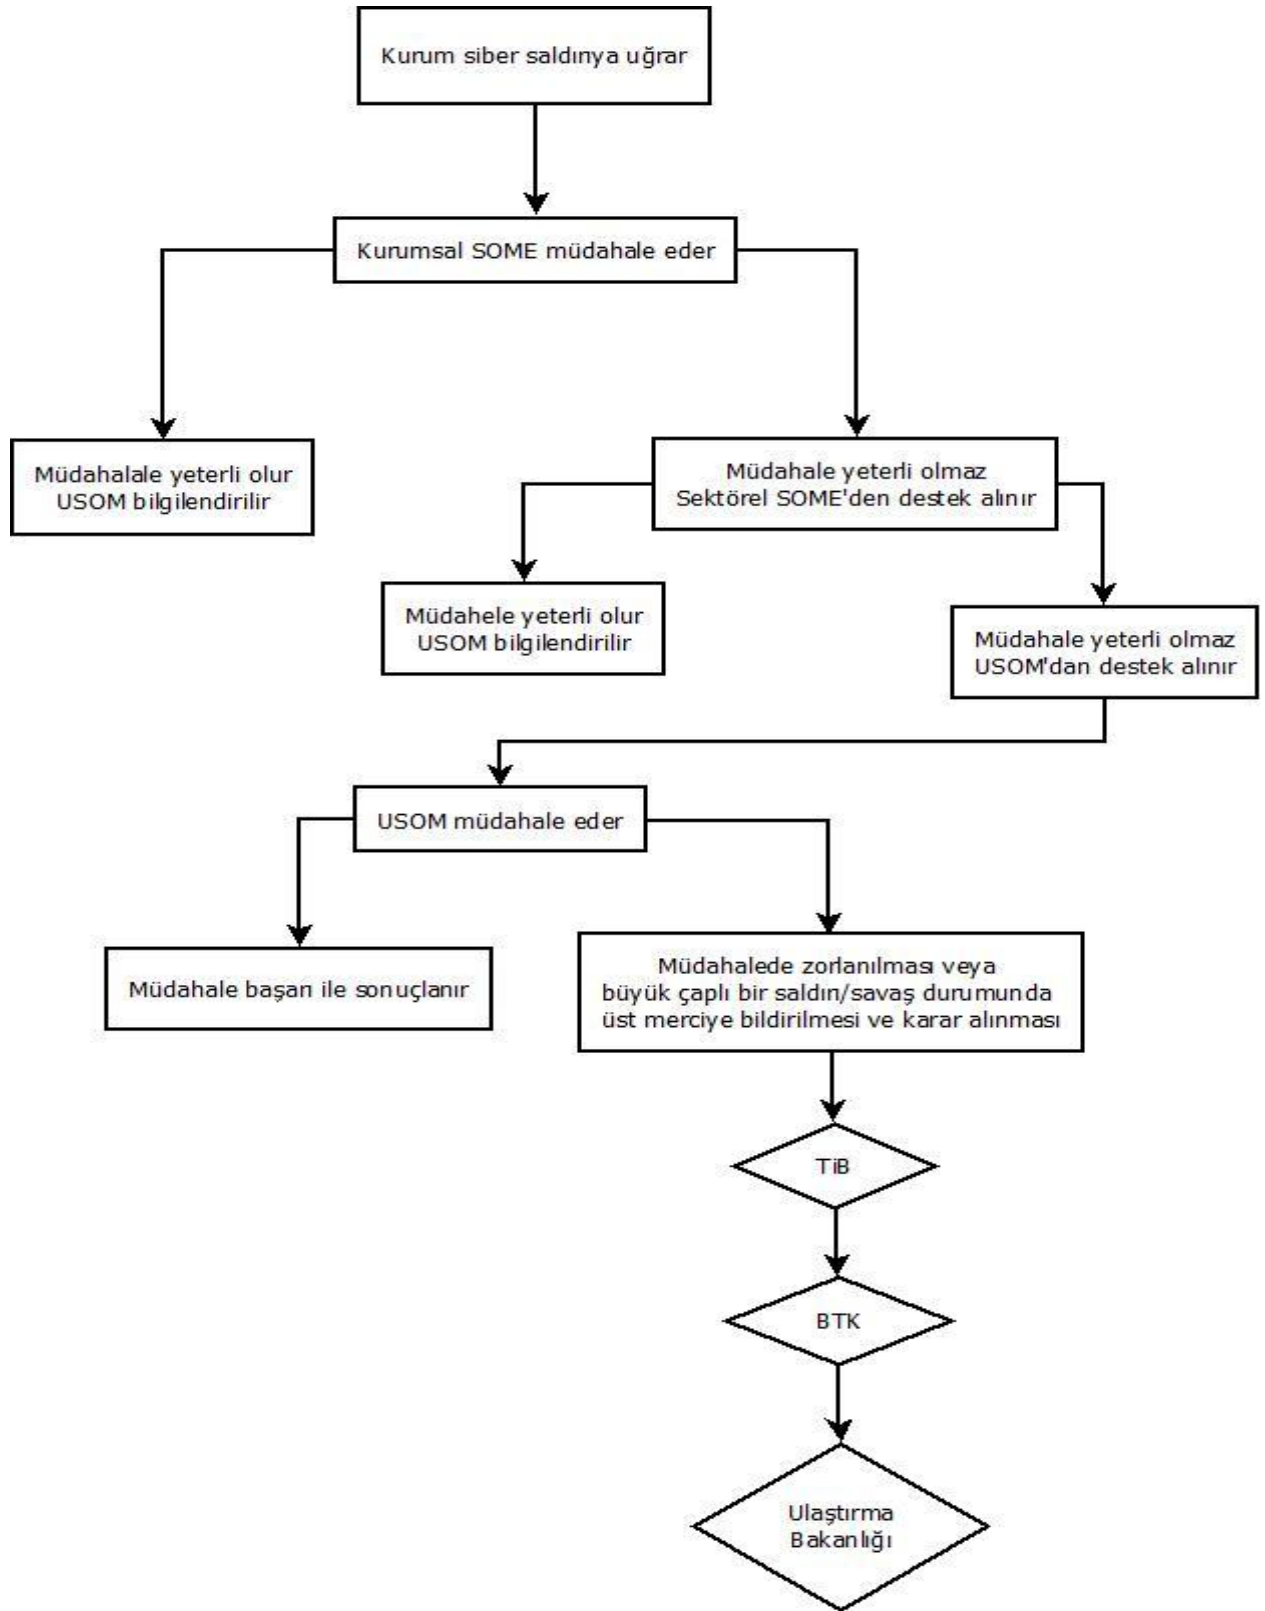 Kurum siber saldırıya uğrar
Kurumsal SOME müdahale eder
Müdahalale yeterli olur
USOM bilgilendirilir
Müdahale yeterli olmaz
Sektörel SOME'den destek alınır
Müdahele yeterli olur
USOM bilgilendirilir
Müdahale yeterli olmaz
USOM'dan destek alınır
USOM müdahale eder
Müdahale başarı ile sonuçlanır
Müdahalede zorlanılması veya
büyük çaplı bir saldırı/savaş durumunda
üst merciye bildirilmesi ve karar alınması
TİB
BTK
Ulaştırma
Bakanlığı